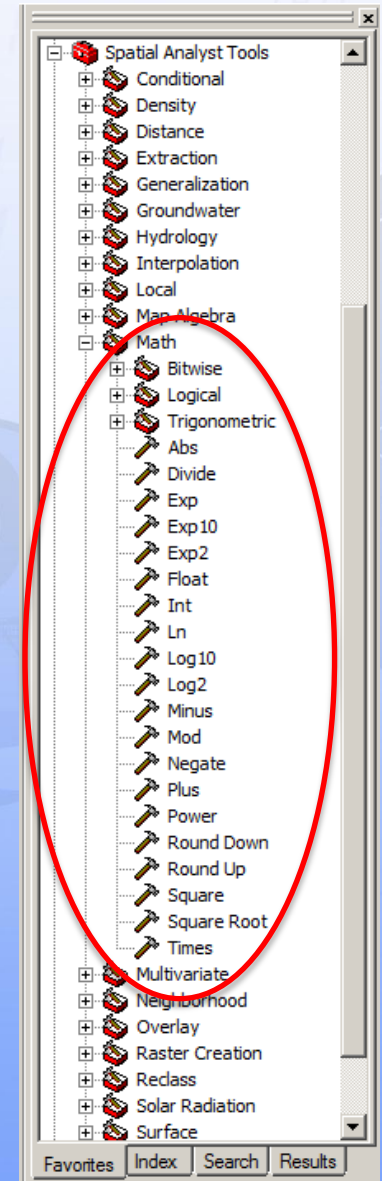 Spatial Analyst Tools
Conditional
Density
Distance
Extraction
Generalization
Groundwater
Hydrology
Interpolation
Local
Map Algebra
Math
Bitwise
Logical
Trigonometric
Abs
Divide
Exp
Exp10
Exp2
Float
Int
Ln
Log10
Log2
Minus
Mod
Negate
Plus
Power
Round Down
Round Up
Square
Square Root
Times
Multivariate
Neighborhood
Overlay
Raster Creation
Reclass
Solar Radiation
Surface
Favorites Index Search Results